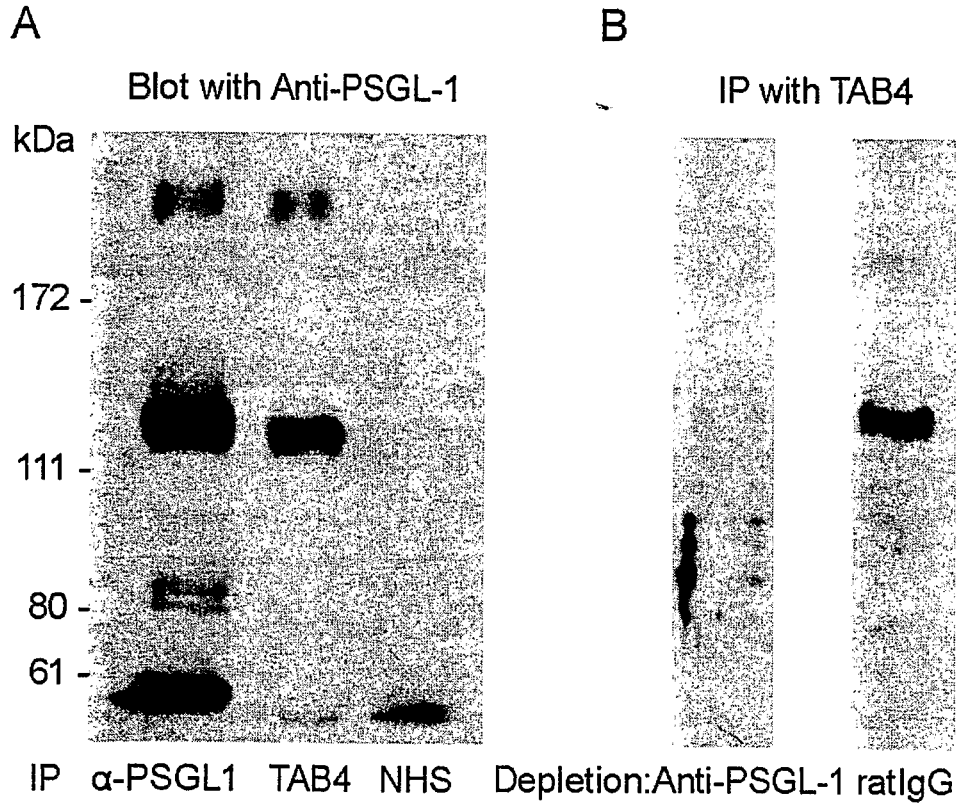 A
B
Blot with Anti-PSGL-1
IP with TAB4
kDa
172 -
111 -
80 -
61 -
IP α-PSGL1 TAB4 NHS
Depletion:Anti-PSGL-1 ratIgG